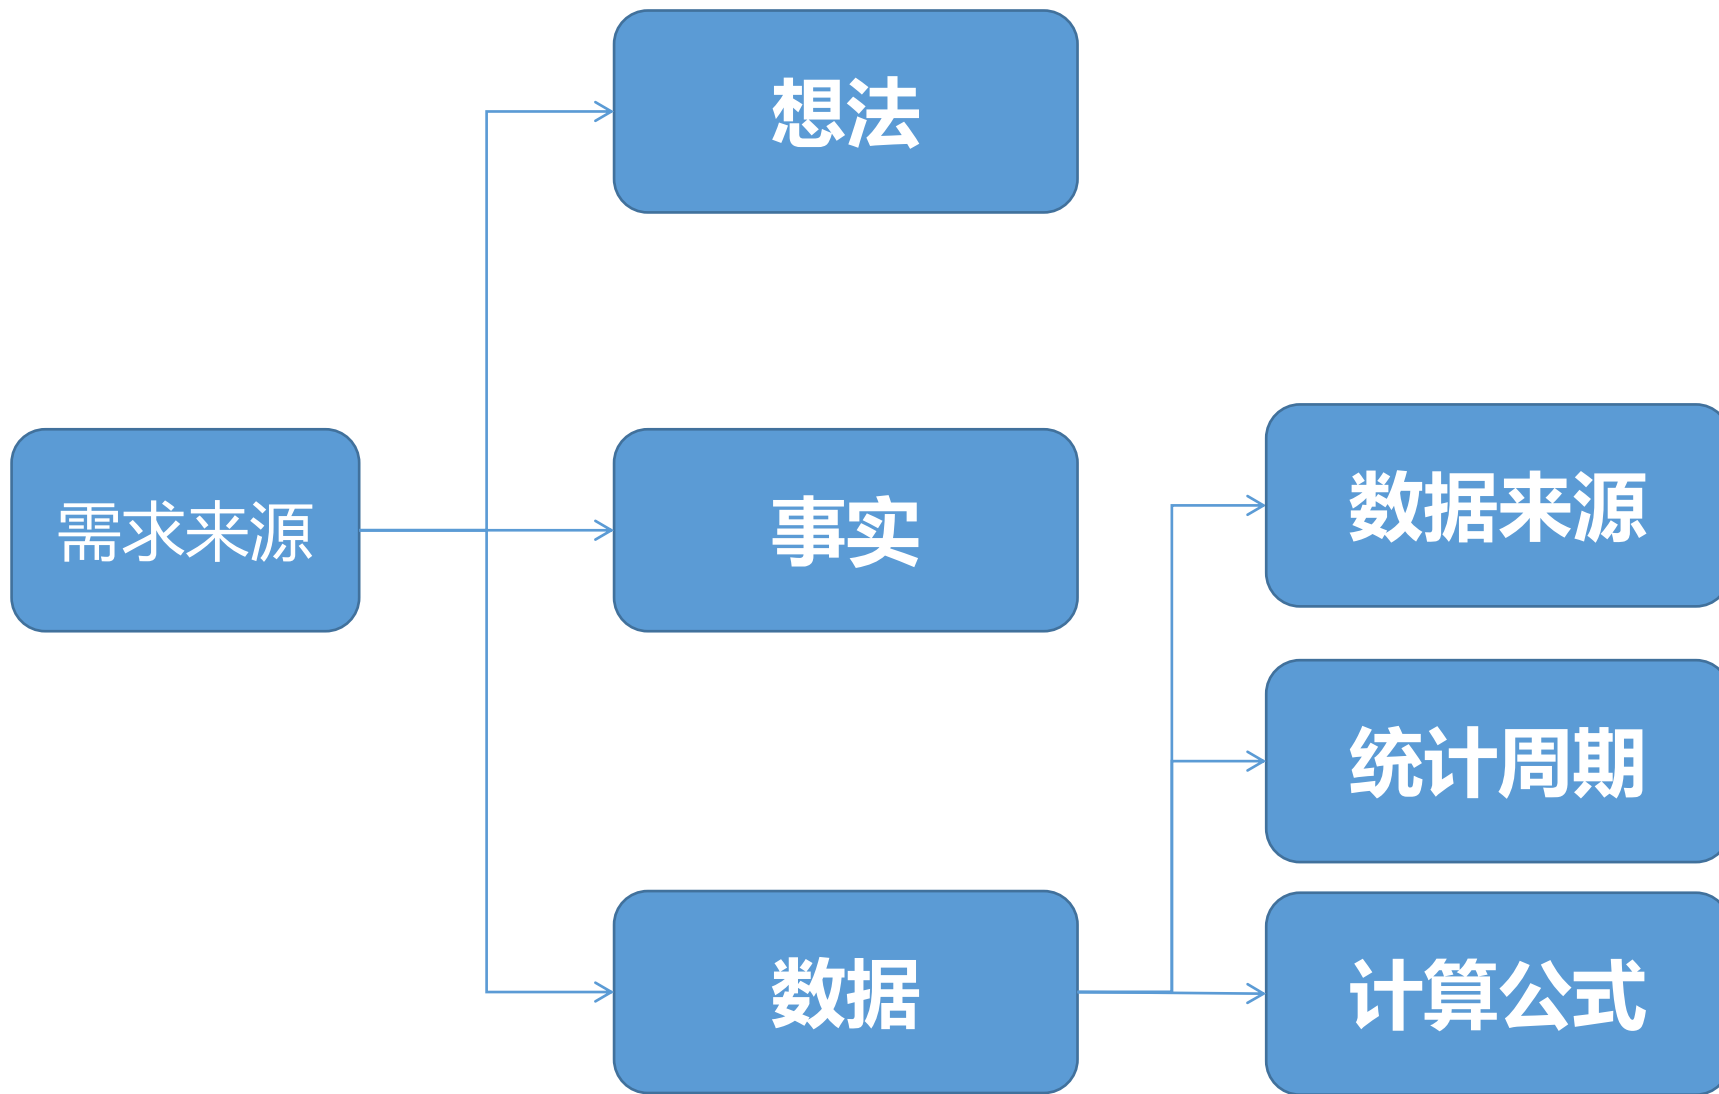 需求来源
想法
事实
数据
数据来源
统计周期
计算公式